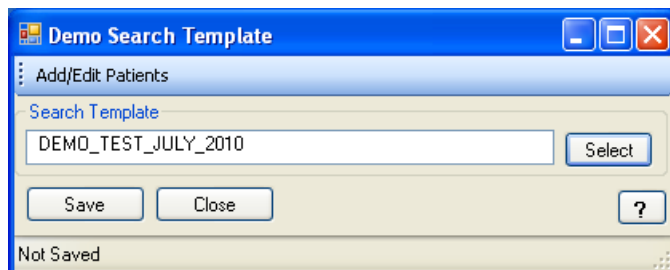 Demo Search Template
Add/Edit Patients
Search Template
DEMO_TEST_JULY_2010
Select
Save Close ?
Not Saved